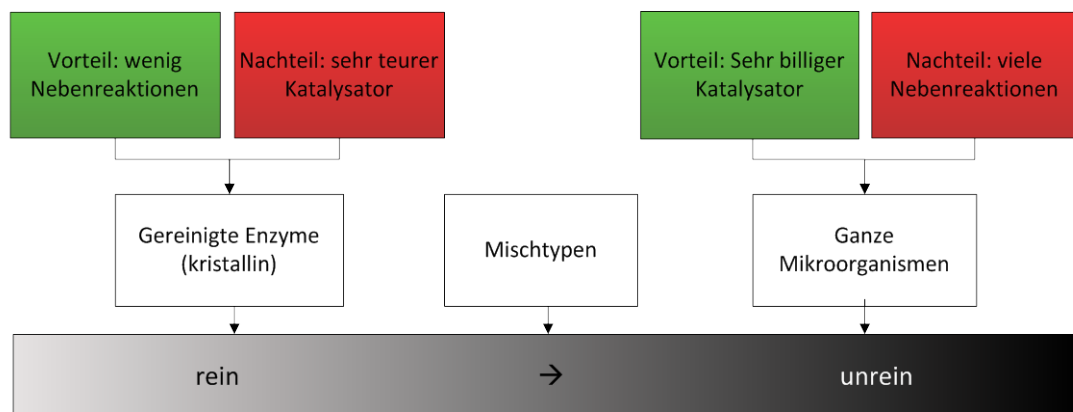 Vorteil: wenig
Nebenreaktionen
Nachteil: sehr teurer
Katalysator
Vorteil: Sehr billiger
Katalysator
Nachteil: viele
Nebenreaktionen
Gereinigte Enzyme
(kristallin)
Mischtypen
Ganze
Mikroorganismen
rein
→
unrein